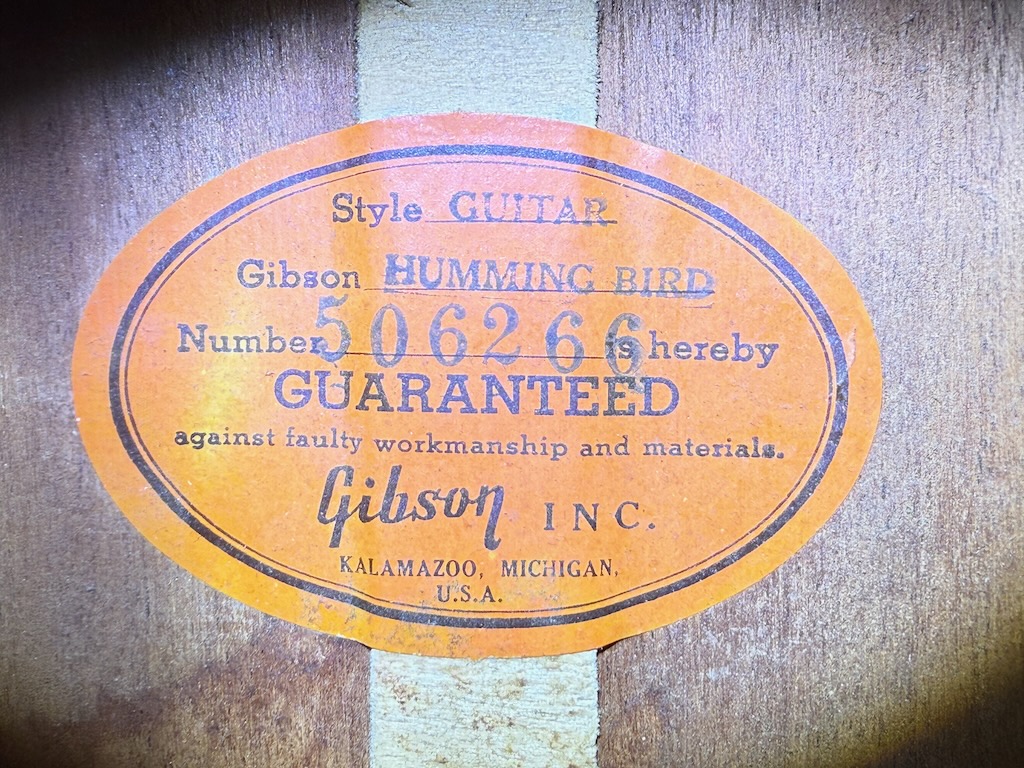 Style GUITAR
Gibson HUMMING BIRD
Number 506266 is hereby
GUARANTEED
against faulty workmanship and materials.
Gibson INC.
KALAMAZOO, MICHIGAN,
U.S.A.